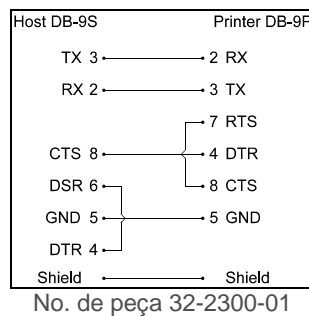 Host DB-9S Printer DB-9P
TX 3 2 RX
RX 2 3 TX
7 RTS
CTS 8 4 DTR
DSR 6 8 CTS
GND 5 5 GND
DTR 4
Shield Shield
No. de peça 32-2300-01